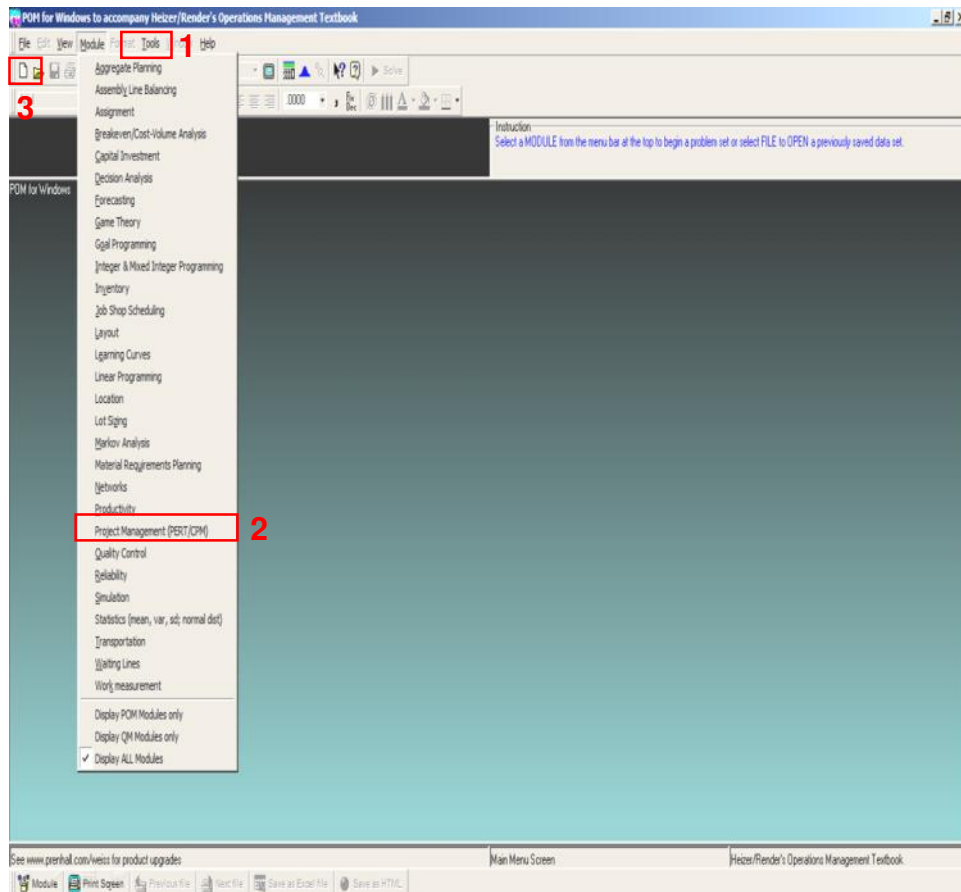 POM for Windows to accompany Heizer/Render's Operations Management Textbook
File Edit View Module Format Tools Window Help
1
3
Solve
.0000
Instruction
Select a MODULE from the menu bar at the top to begin a problem set or select FILE to OPEN a previously saved data set.
POM for Windows
Aggregate Planning
Assembly Line Balancing
Assignment
Breakeven/Cost-Volume Analysis
Capital Investment
Decision Analysis
Forecasting
Game Theory
Goal Programming
Integer & Mixed Integer Programming
Inventory
Job Shop Scheduling
Layout
Learning Curves
Linear Programming
Location
Lot Sizing
Markov Analysis
Material Requirements Planning
Networks
Productivity
Project Management (PERT/CPM)
2
Quality Control
Reliability
Simulation
Statistics (mean, var, sd; normal dist)
Transportation
Waiting Lines
Work measurement
Display POM Modules only
Display QM Modules only
✓ Display ALL Modules
See www.prenhall.com/weiss for product upgrades
Main Menu Screen
Heizer/Render's Operations Management Textbook
Module Print Screen Previous file Next file Save as Excel file Save as HTML